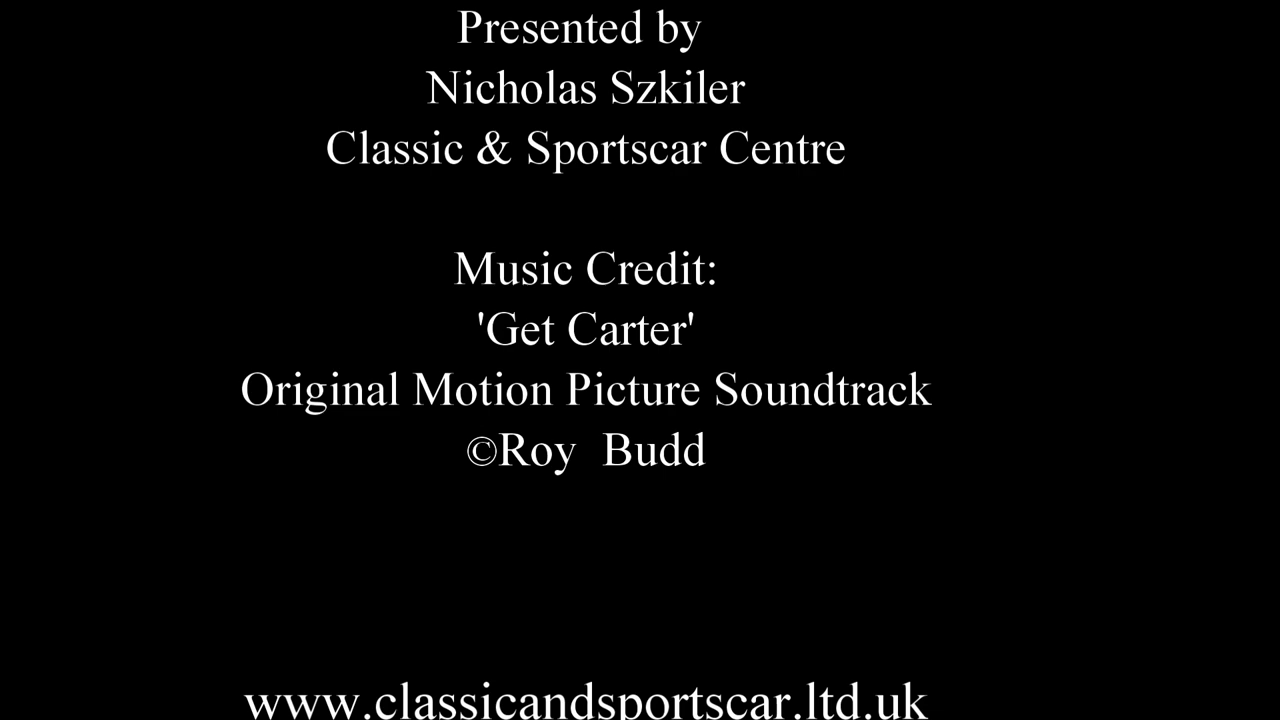 Presented by
Nicholas Szkiler
Classic & Sportscar Centre
Music Credit:
'Get Carter'
Original Motion Picture Soundtrack
©Roy  Budd
www.classicandsportscar.ltd.uk